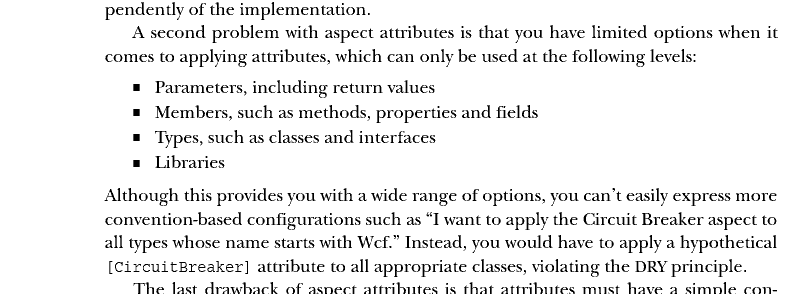 pendently of the implementation.
A second problem with aspect attributes is that you have limited options when it
comes to applying attributes, which can only be used at the following levels:
■ Parameters, including return values
■ Members, such as methods, properties and fields
■ Types, such as classes and interfaces
■ Libraries
Although this provides you with a wide range of options, you can't easily express more
convention-based configurations such as “I want to apply the Circuit Breaker aspect to
all types whose name starts with Wcf.” Instead, you would have to apply a hypothetical
[CircuitBreaker] attribute to all appropriate classes, violating the DRY principle.
The last drawback of aspect attributes is that attributes must have a simple con-